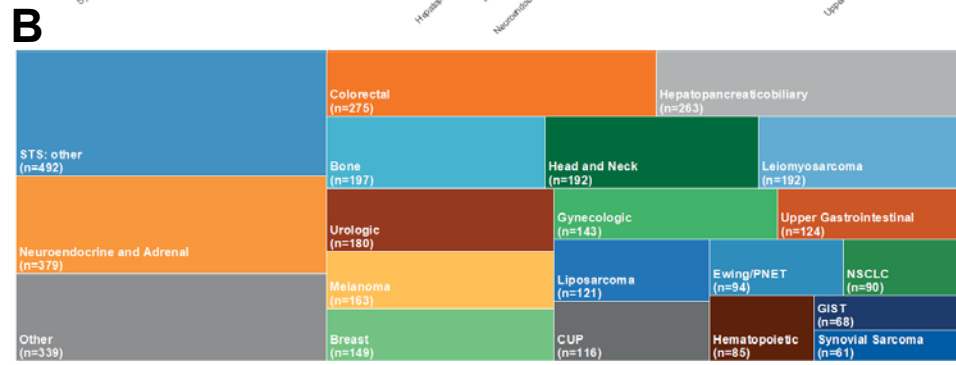 B
STS: other
(n=492)
Neuroendocrine and Adrenal
(n=379)
Other
(n=339)
Colorectal
(n=275)
Hepatopancreaticobiliary
(n=263)
Bone
(n=197)
Head and Neck
(n=192)
Leiomyosarcoma
(n=192)
Urologic
(n=180)
Melanoma
(n=163)
Breast
(n=149)
Gynecologic
(n=143)
Upper Gastrointestinal
(n=124)
Liposarcoma
(n=121)
CUP
(n=116)
Ewing/PNET
(n=94)
NSCLC
(n=90)
Hematopoietic
(n=85)
GIST
(n=68)
Synovial Sarcoma
(n=61)